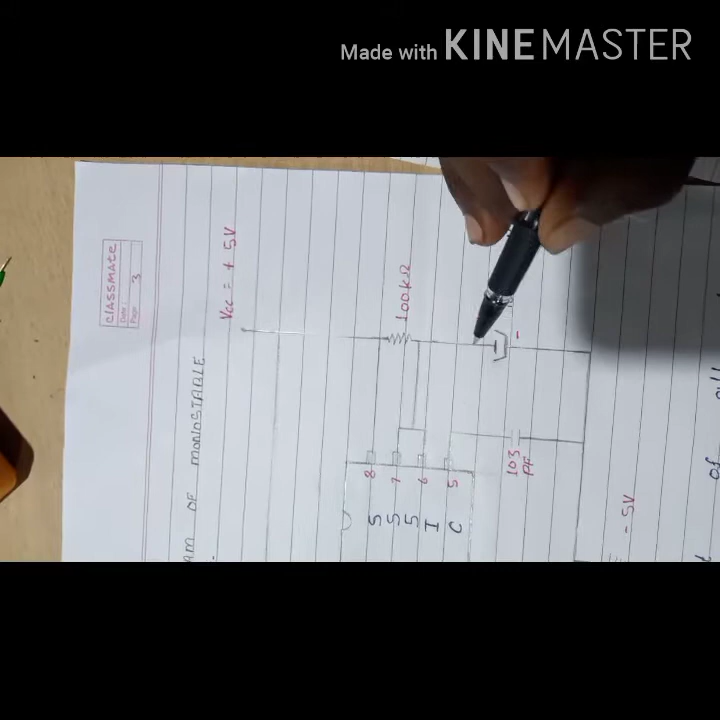 Made with KINEMASTER
CLASSMATE
Date :
Page : 3
AM OF MONOSTABLE
Vcc = + 5V
100kΩ
8
7
6
5
5 5 5 I C
-
103
PF
- 5V
of